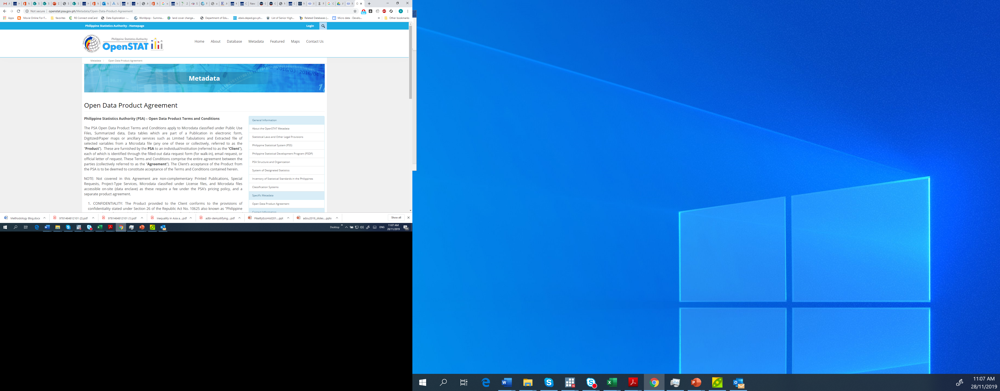 Not secure | openstat.psa.gov.ph/Metadata/Open-Data-Product-Agreement
Apps Movie Online For F... favorites RE Connect oneCard Data Exploration -... Worldpop - Summa... land cover change... Department of Edu... ebeis.deped.gov.ph... List of Senior High... Related Databases |... Micro data - Develo... » Other bookmarks
Philippine Statistics Authority - Homepage Login
Philippine Statistics Authority
OpenSTAT
Home About Database Metadata Featured Maps Contact Us
Metadata Open Data Product Agreement
Metadata
Open Data Product Agreement
Philippine Statistics Authority (PSA) – Open Data Product Terms and Conditions
The PSA Open Data Product Terms and Conditions apply to Microdata classified under Public Use
Files, Summarized data, Data tables which are part of a Publication in electronic form,
Digitized/Paper maps or ancillary services such as Limited Tabulations and Extracted file of
selected variables from a Microdata file (any one of these or collectively, referred to as the
“Product”). These are furnished by the PSA to an individual/institution (referred to as the “Client”),
each of which is identified through the filled-out data request form (for walk-in), email request, or
official letter of request. These Terms and Conditions comprise the entire agreement between the
parties (collectively referred to as the “Agreement”). The Client’s acceptance of the Product from
the PSA is to be deemed to constitute acceptance of the Terms and Conditions contained herein.
NOTE: Not covered in this Agreement are non-complementary Printed Publications, Special
Requests, Project-Type Services, Microdata classified under License files, and Microdata files
accessible on-site (data enclave) as these require a fee under the PSA’s pricing policy, and a
separate product agreement.
1. CONFIDENTIALITY: The Product provided to the Client conforms to the provisions of
confidentiality stated under Section 26 of the Republic Act No. 10625 also known as "Philippine
General Information
About the OpenSTAT Metadata
Statistical Laws and Other Legal Provisions
Philippine Statistical System (PSS)
Philippine Statistical Development Program (PSDP)
PSA Structure and Organization
System of Designated Statistics
Inventory of Statistical Standards in the Philippines
Classification Systems
Specific Metadata
Open Data Product Agreement
Contact Information
Methodology Blog.docx 9781464812101 (2).pdf 9781464812101 (1).pdf Inequality in Asia a....pdf adbi-demystifying....pdf PikettyEcoHist201....ppt adou2019_slides....pptx Show all
Desktop » ENG 11:07 AM
28/11/2019 44
11:07 AM
28/11/2019